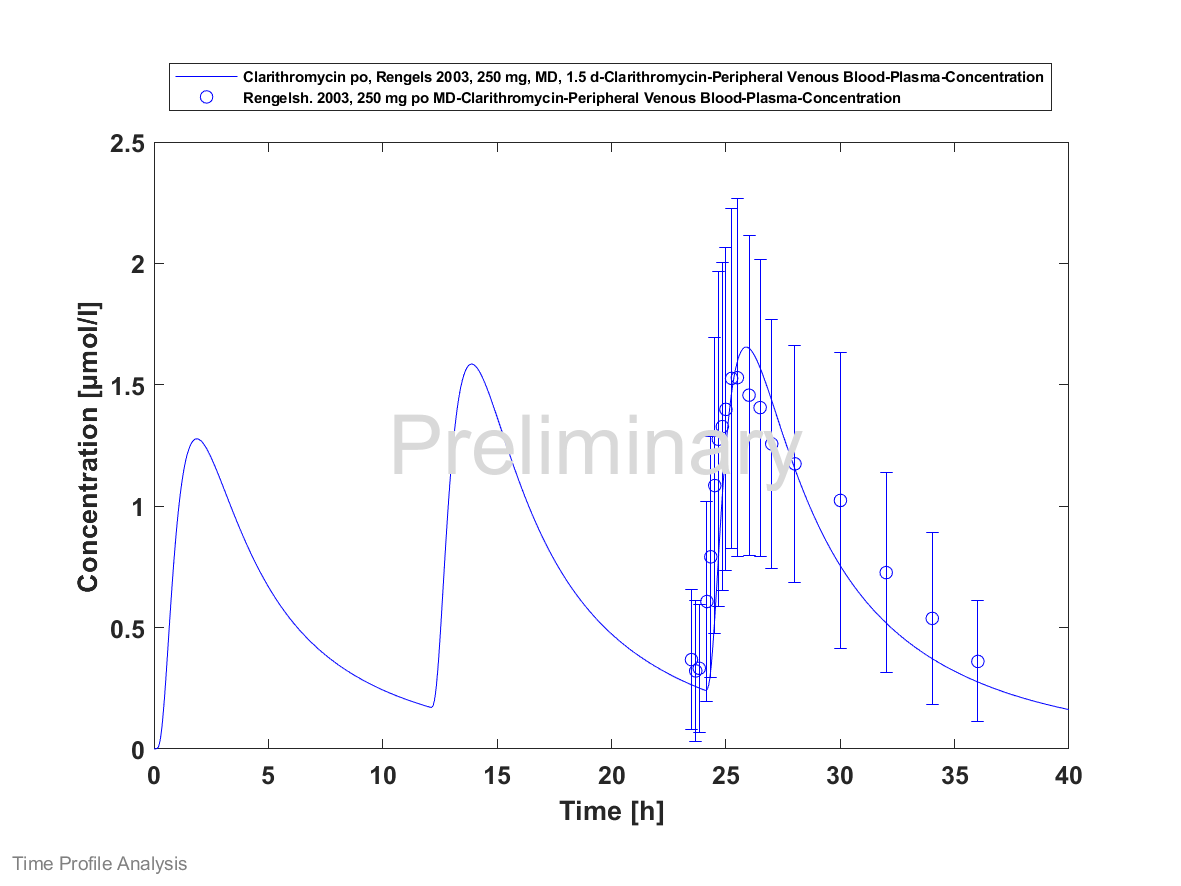 Clarithromycin po, Rengels 2003, 250 mg, MD, 1.5 d-Clarithromycin-Peripheral Venous Blood-Plasma-Concentration
Rengelsh. 2003, 250 mg po MD-Clarithromycin-Peripheral Venous Blood-Plasma-Concentration
2.5
2
1.5
1
0.5
0
Concentration [µmol/l]
Preliminary
0 5 10 15 20 25 30 35 40
Time [h]
Time Profile Analysis